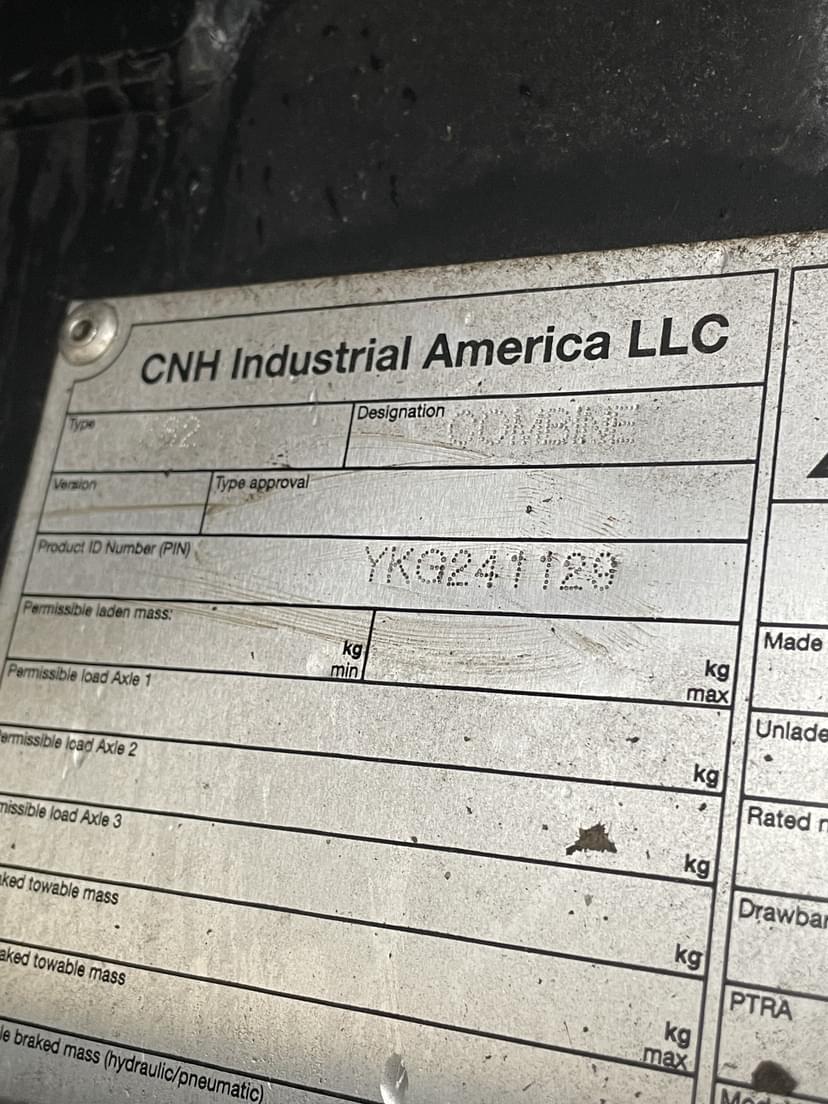 CNH Industrial America LLC
Type 92 Designation COMBINE
Version Type approval
Product ID Number (PIN) YKG241129
Permissible laden mass: kg min kg max
Permissible load Axle 1 kg
ermissible load Axle 2 kg
missible load Axle 3 kg
ked towable mass kg
aked towable mass kg max
le braked mass (hydraulic/pneumatic)
Made
Unlade
Rated
Drawbar
PTRA